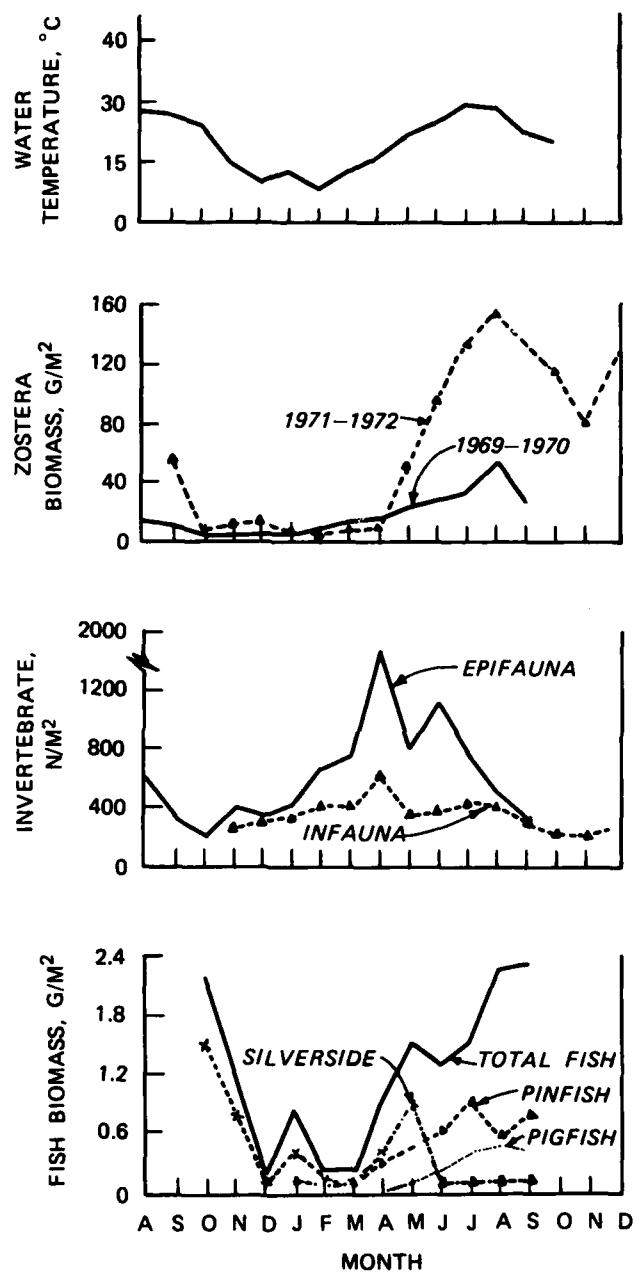 WATER
TEMPERATURE, °C
40
30
15
0
ZOSTERA
BIOMASS, G/M²
160
120
80
40
0
1971–1972
1969–1970
INVERTEBRATE,
N/M²
2000
1200
800
400
0
EPIFAUNA
INFAUNA
FISH BIOMASS, G/M²
2.4
1.8
1.2
0.6
0
SILVERSIDE
TOTAL FISH
PINFISH
PIGFISH
A S O N D J F M A M J J A S O N D
MONTH